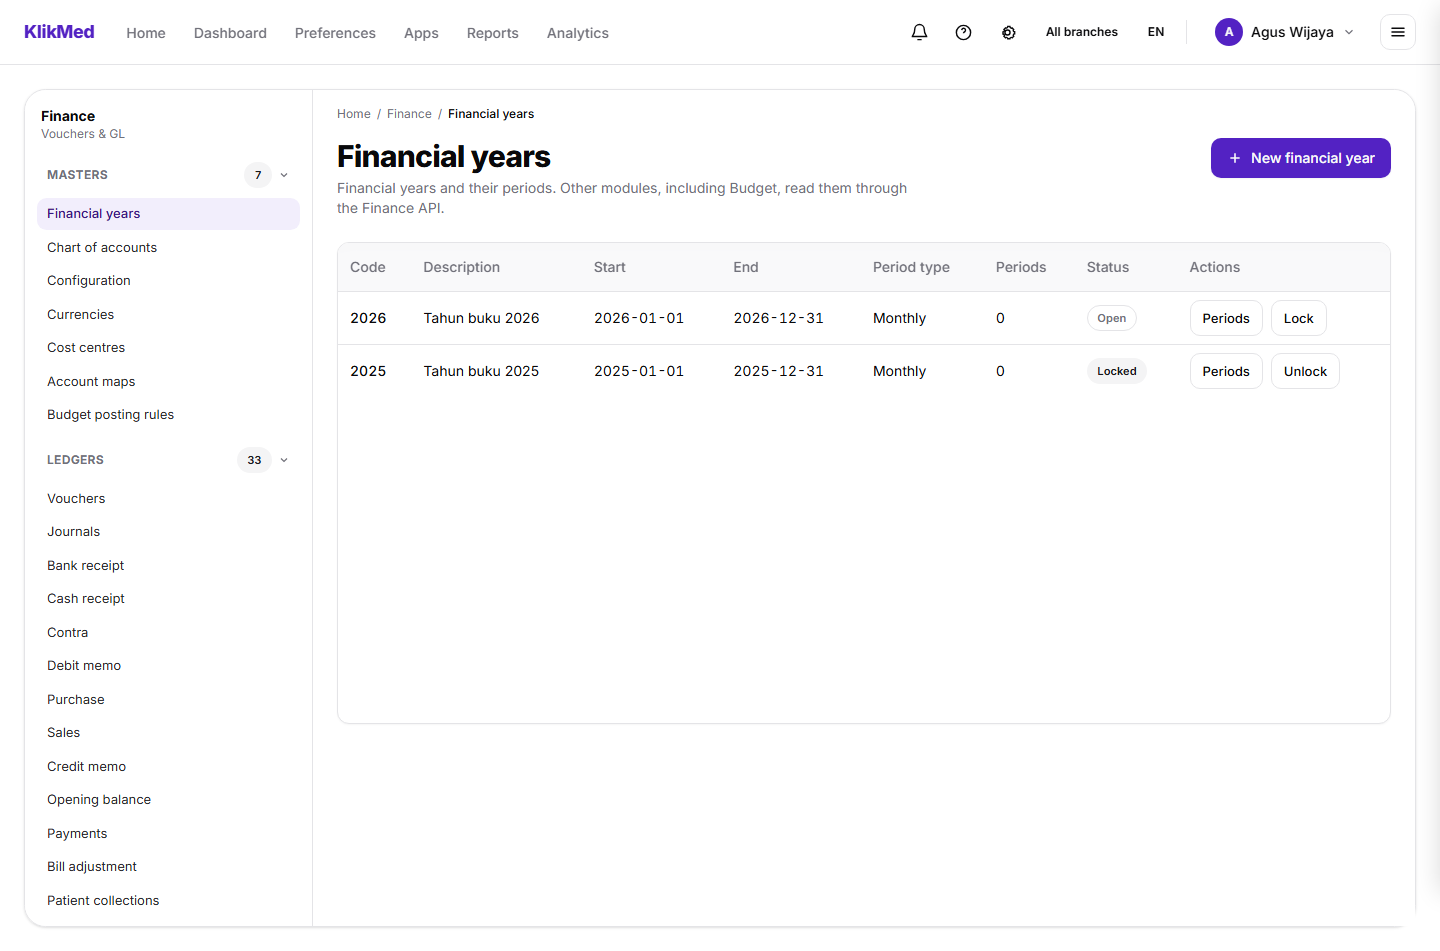 KlikMed Home Dashboard Preferences Apps Reports Analytics All branches EN A Agus Wijaya
Finance
Vouchers & GL
MASTERS 7
Financial years
Chart of accounts
Configuration
Currencies
Cost centres
Account maps
Budget posting rules
LEDGERS 33
Vouchers
Journals
Bank receipt
Cash receipt
Contra
Debit memo
Purchase
Sales
Credit memo
Opening balance
Payments
Bill adjustment
Patient collections
Home / Finance / Financial years
Financial years
+ New financial year
Financial years and their periods. Other modules, including Budget, read them through
the Finance API.
Code Description Start End Period type Periods Status Actions
2026 Tahun buku 2026 2026-01-01 2026-12-31 Monthly 0 Open Periods Lock
2025 Tahun buku 2025 2025-01-01 2025-12-31 Monthly 0 Locked Periods Unlock